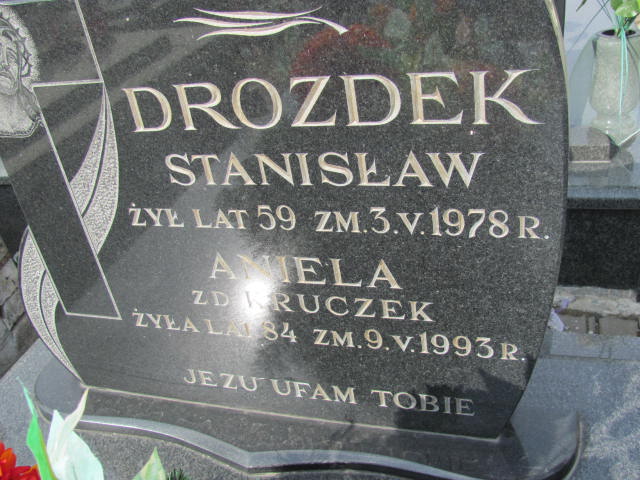 DROZDEK
STANISŁAW
ŻYŁ LAT 59 ZM. 3. V. 1978 R.
ANIELA
ZD. KRUCZEK
ŻYŁA LAT 84 ZM. 9. V. 1993 R.
JEZU UFAM TOBIE